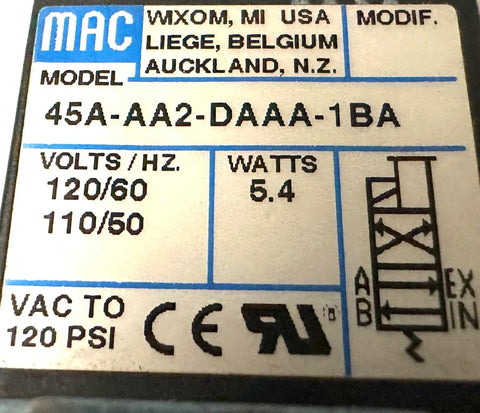 MAC
WIXOM, MI USA
LIEGE, BELGIUM
AUCKLAND, N.Z.
MODIF.
MODEL
45A-AA2-DAAA-1BA
VOLTS/HZ.
120/60
110/50
WATTS
5.4
VAC TO
120 PSI
CE
RU
®
A EX
B IN